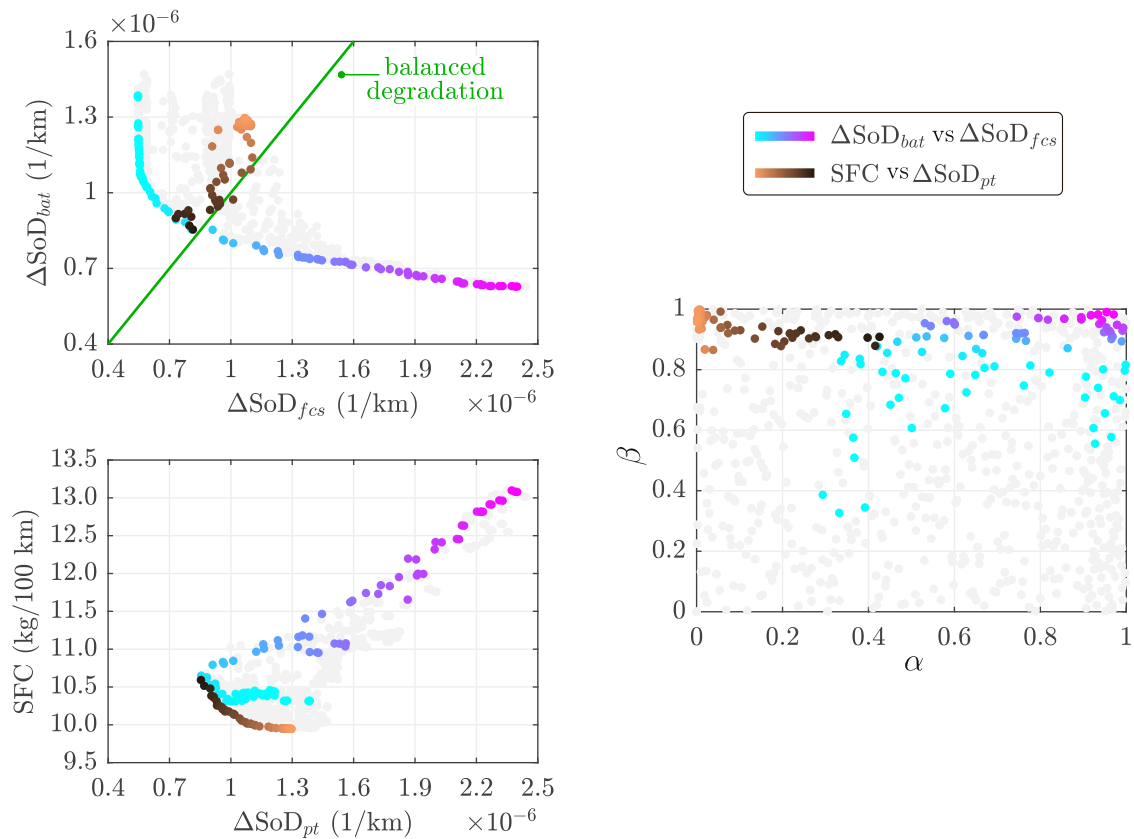 ×10⁻⁶
1.6
1.3
1
0.7
0.4
ΔSoD_bat (1/km)
balanced
degradation
0.4 0.7 1 1.3 1.6 1.9 2.2 2.5
ΔSoD_fcs (1/km) ×10⁻⁶
ΔSoD_bat vs ΔSoD_fcs
SFC vs ΔSoD_pt
13.5
13.0
12.5
12.0
11.5
11.0
10.5
10.0
9.5
SFC (kg/100 km)
0.4 0.7 1 1.3 1.6 1.9 2.2 2.5
ΔSoD_pt (1/km) ×10⁻⁶
1
0.8
0.6
0.4
0.2
0
β
0 0.2 0.4 0.6 0.8 1
α